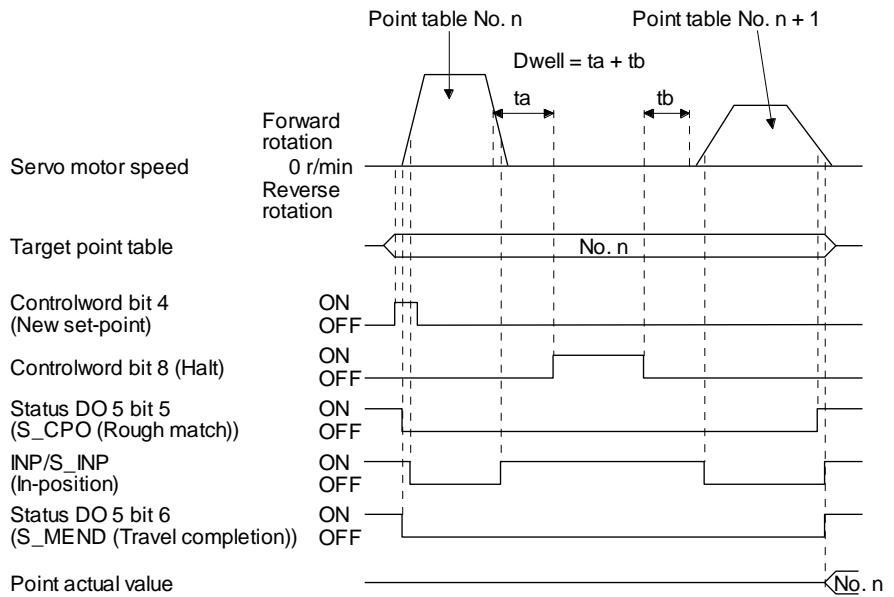 Point table No. n
Point table No. n + 1
Dwell = ta + tb
ta
tb
Forward
rotation
Servo motor speed
0 r/min
Reverse
rotation
Target point table
No. n
Controlword bit 4
(New set-point)
ON
OFF
Controlword bit 8 (Halt)
ON
OFF
Status DO 5 bit 5
(S_CPO (Rough match))
ON
OFF
INP/S_INP
(In-position)
ON
OFF
Status DO 5 bit 6
(S_MEND (Travel completion))
ON
OFF
Point actual value
No. n